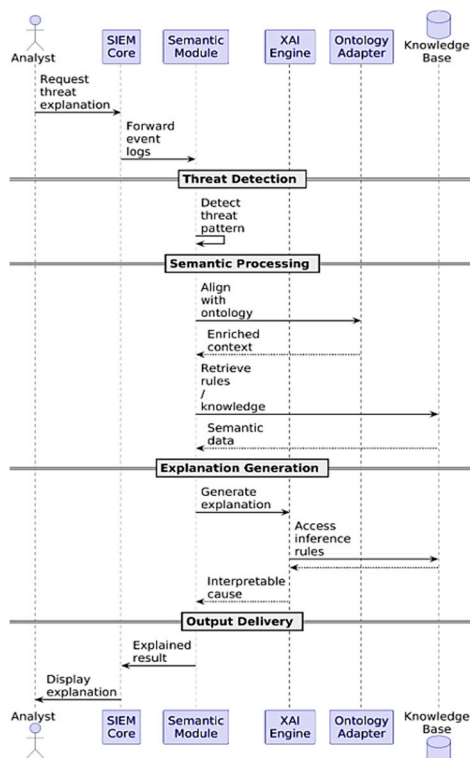 Analyst
SIEM
Core
Semantic
Module
XAI
Engine
Ontology
Adapter
Knowledge
Base
Request
threat
explanation
Forward
event
logs
Threat Detection
Detect
threat
pattern
Semantic Processing
Align
with
ontology
Enriched
context
Retrieve
rules
/
knowledge
Semantic
data
Explanation Generation
Generate
explanation
Access
inference
rules
Interpretable
cause
Output Delivery
Explained
result
Display
explanation
Analyst
SIEM
Core
Semantic
Module
XAI
Engine
Ontology
Adapter
Knowledge
Base